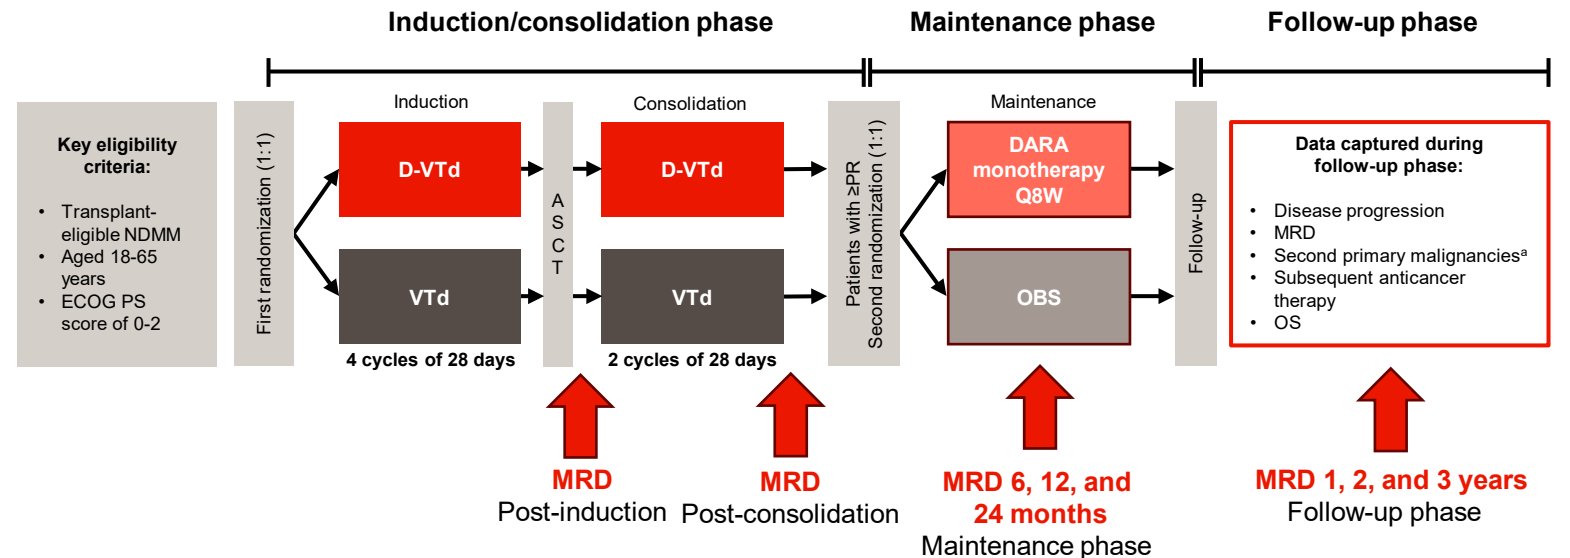 Induction/consolidation phase
Maintenance phase
Follow-up phase
Key eligibility
criteria:
• Transplant-
eligible NDMM
• Aged 18-65
years
• ECOG PS
score of 0-2
First randomization (1:1)
Induction
D-VTd
VTd
4 cycles of 28 days
A
S
C
T
Consolidation
D-VTd
VTd
2 cycles of 28 days
Patients with ≥PR
Second randomization (1:1)
Maintenance
DARA
monotherapy
Q8W
OBS
Follow-up
Data captured during
follow-up phase:
• Disease progression
• MRD
• Second primary malignanciesᵃ
• Subsequent anticancer
therapy
• OS
MRD
Post-induction
MRD
Post-consolidation
MRD 6, 12, and
24 months
Maintenance phase
MRD 1, 2, and 3 years
Follow-up phase